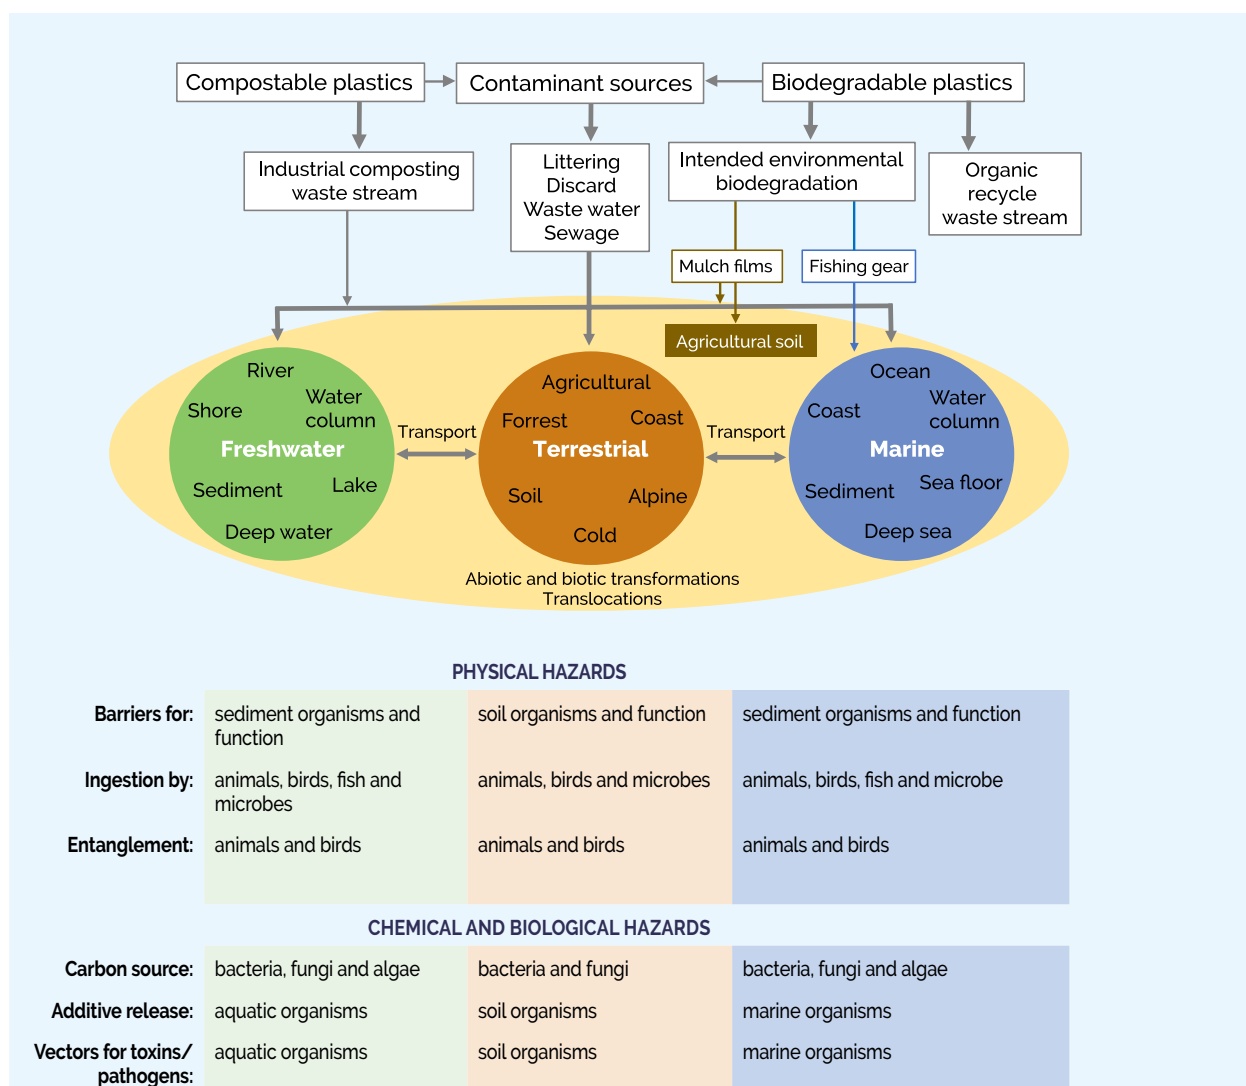 Compostable plastics
Contaminant sources
Biodegradable plastics
Industrial composting
waste stream
Littering
Discard
Waste water
Sewage
Intended environmental
biodegradation
Organic
recycle
waste stream
Mulch films
Fishing gear
Agricultural soil
River
Shore
Water
column
Freshwater
Sediment
Lake
Deep water
Transport
Agricultural
Forrest
Coast
Terrestrial
Soil
Alpine
Cold
Transport
Ocean
Coast
Water
column
Marine
Sediment
Sea floor
Deep sea
Abiotic and biotic transformations
Translocations
PHYSICAL HAZARDS
Barriers for: sediment organisms and soil organisms and function sediment organisms and function
function
Ingestion by: animals, birds, fish and animals, birds and microbes animals, birds, fish and microbe
microbes
Entanglement: animals and birds animals and birds animals and birds
CHEMICAL AND BIOLOGICAL HAZARDS
Carbon source: bacteria, fungi and algae bacteria and fungi bacteria, fungi and algae
Additive release: aquatic organisms soil organisms marine organisms
Vectors for toxins/ aquatic organisms soil organisms marine organisms
pathogens: